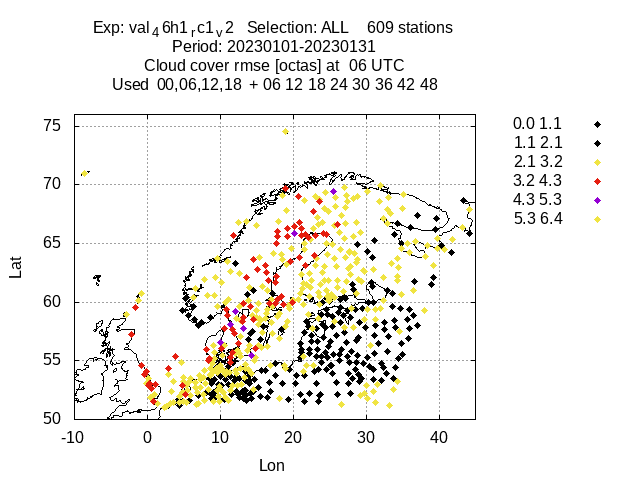 Exp: val46h1rc1v2 Selection: ALL 609 stations
Period: 20230101-20230131
Cloud cover rmse [octas] at 06 UTC
Used 00,06,12,18 + 06 12 18 24 30 36 42 48
75
70
65
60
55
50
Lat
-10 0 10 20 30 40
Lon
0.0 1.1
1.1 2.1
2.1 3.2
3.2 4.3
4.3 5.3
5.3 6.4